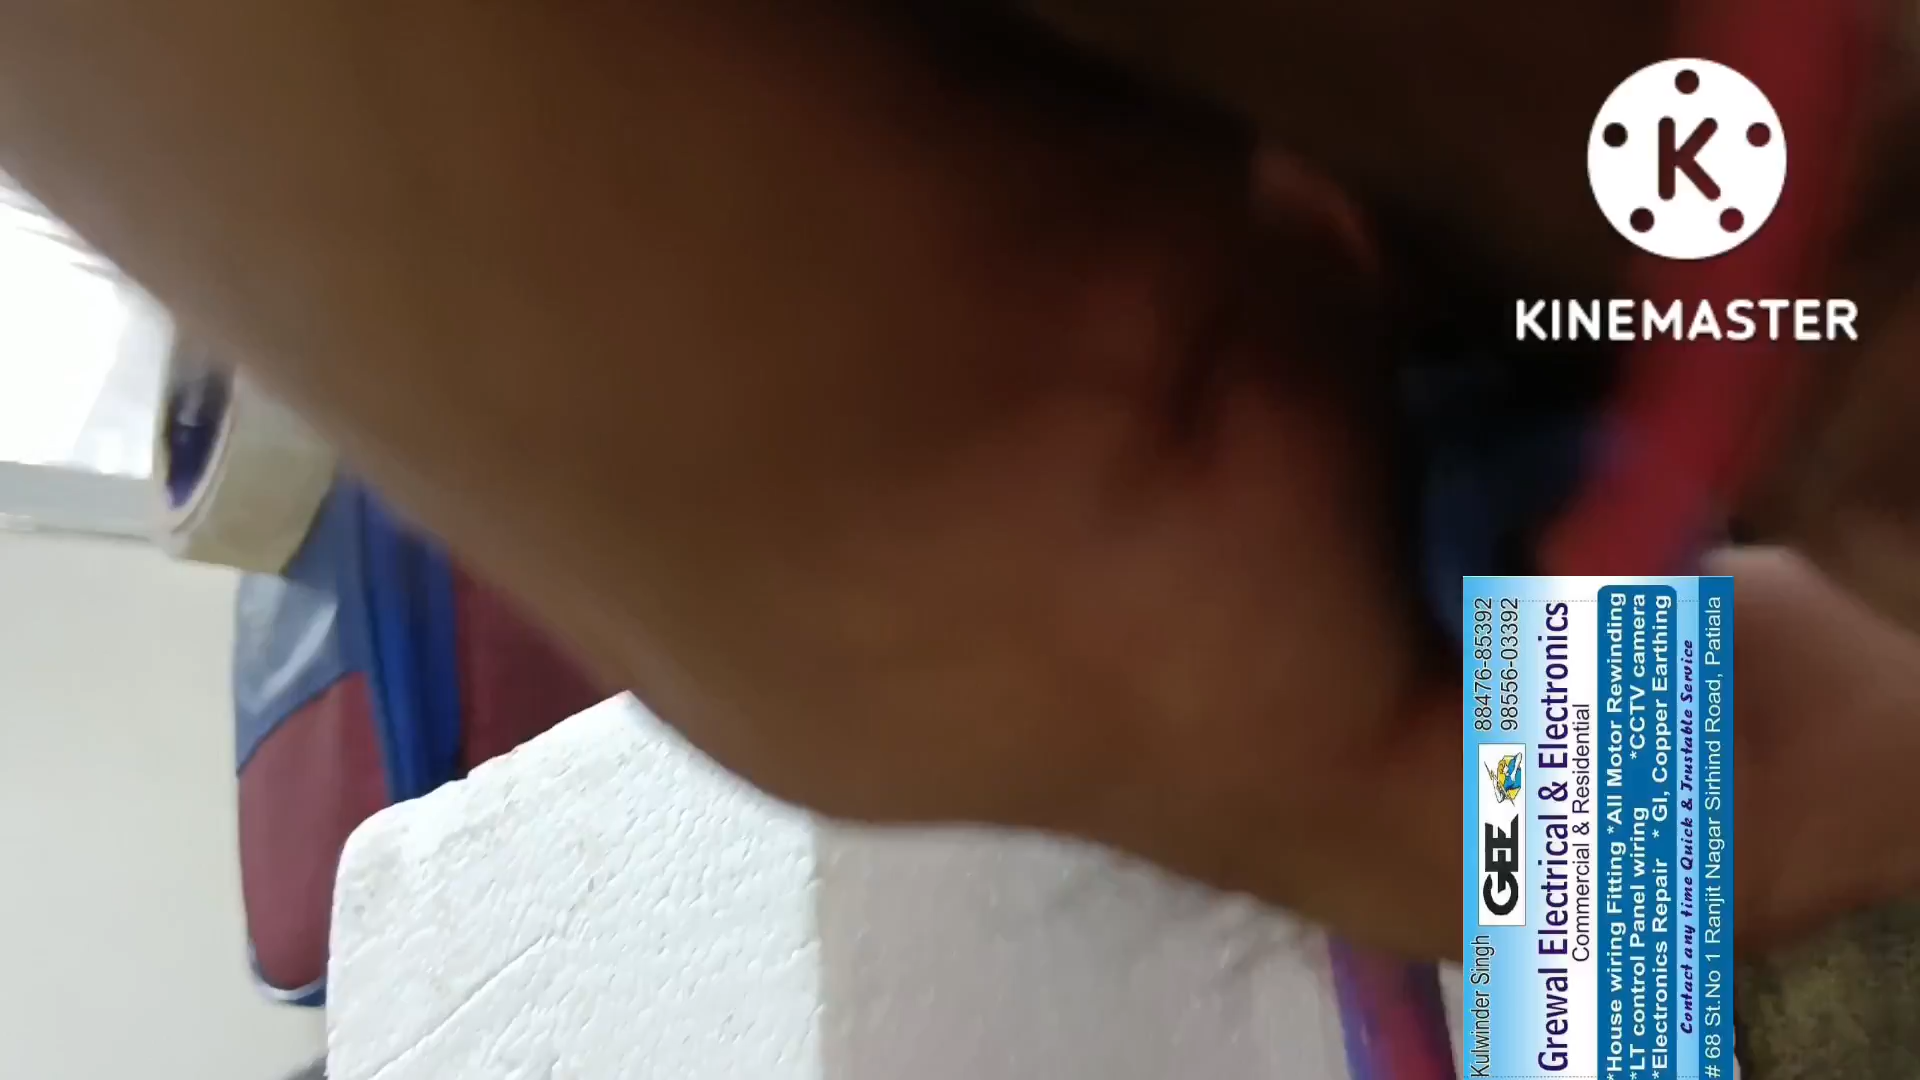 K
KINEMASTER
Kulwinder Singh
GEE
88476-85392
98556-03392
Grewal Electrical & Electronics
Commercial & Residential
*House wiring Fitting *All Motor Rewinding
*LT control Panel wiring *CCTV camera
*Electronics Repair * GI, Copper Earthing
Contact any time Quick & Trustable Service
# 68 St.No 1 Ranjit Nagar Sirhind Road, Patiala